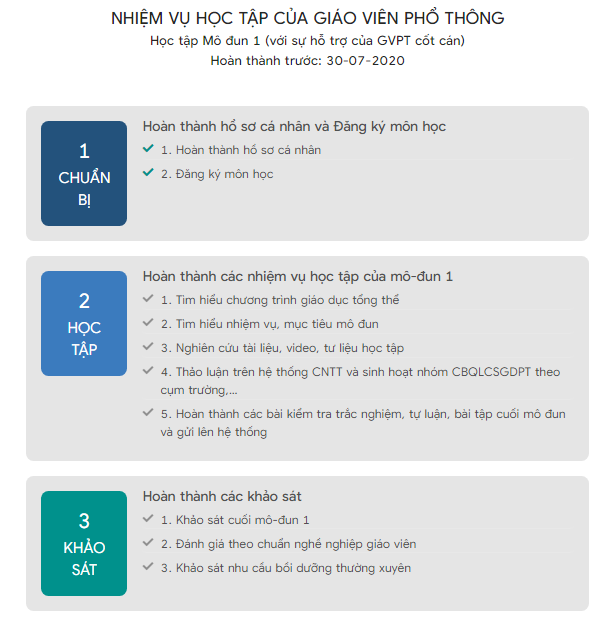 NHIỆM VỤ HỌC TẬP CỦA GIÁO VIÊN PHỔ THÔNG
Học tập Mô đun 1 (với sự hỗ trợ của GVPT cốt cán)
Hoàn thành trước: 30-07-2020
1
CHUẨN
BỊ
Hoàn thành hồ sơ cá nhân và Đăng ký môn học
1. Hoàn thành hồ sơ cá nhân
2. Đăng ký môn học
2
HỌC
TẬP
Hoàn thành các nhiệm vụ học tập của mô-đun 1
1. Tìm hiểu chương trình giáo dục tổng thể
2. Tìm hiểu nhiệm vụ, mục tiêu mô đun
3. Nghiên cứu tài liệu, video, tư liệu học tập
4. Thảo luận trên hệ thống CNTT và sinh hoạt nhóm CBQLCSGDPT theo
cụm trường,...
5. Hoàn thành các bài kiểm tra trắc nghiệm, tự luận, bài tập cuối mô đun
và gửi lên hệ thống
3
KHẢO
SÁT
Hoàn thành các khảo sát
1. Khảo sát cuối mô-đun 1
2. Đánh giá theo chuẩn nghề nghiệp giáo viên
3. Khảo sát nhu cầu bồi dưỡng thường xuyên